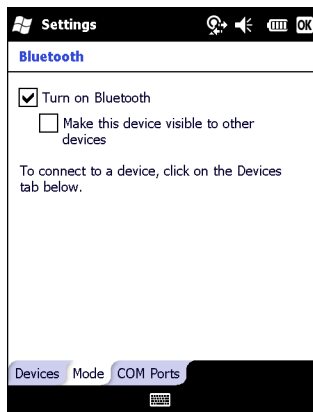 Settings
OK
Bluetooth
Turn on Bluetooth
Make this device visible to other
devices
To connect to a device, click on the Devices
tab below.
Devices Mode COM Ports